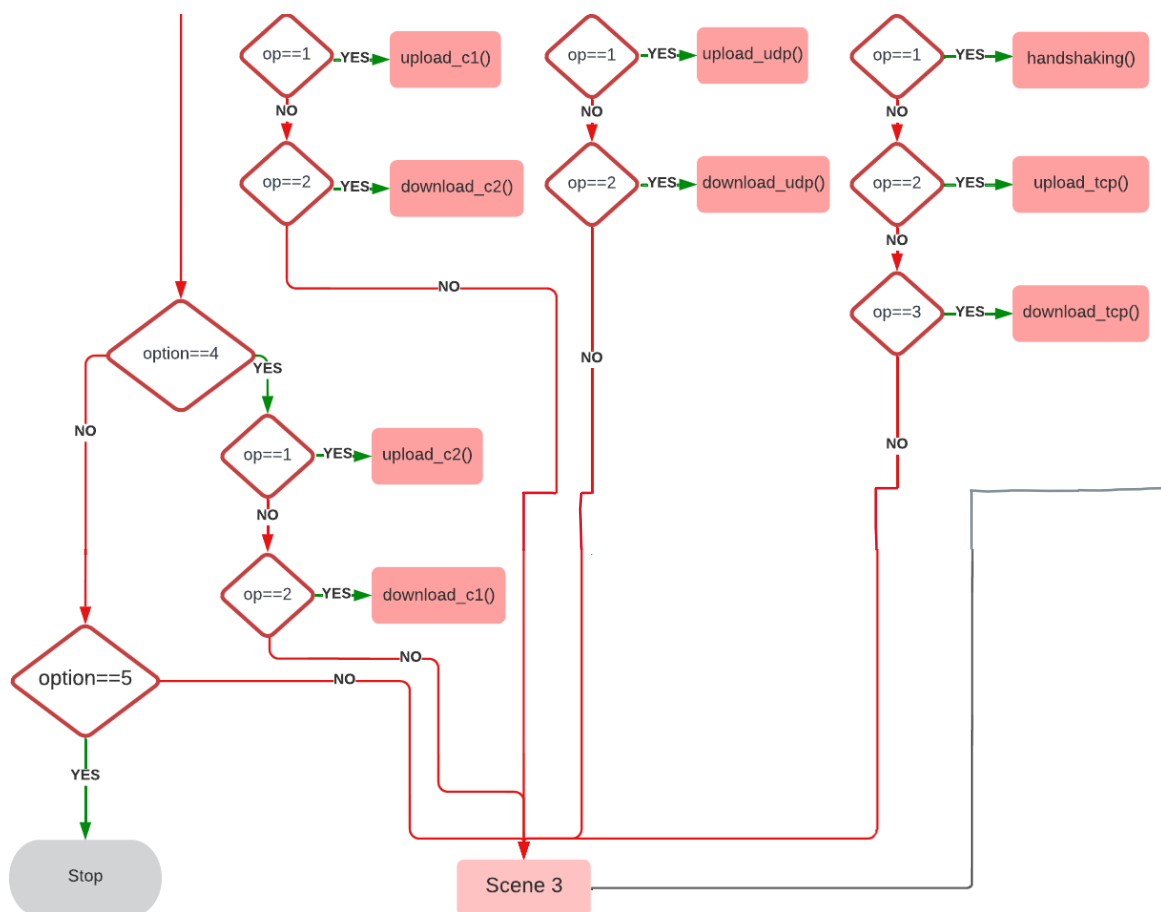 op==1
YES
upload_c1()
op==1
YES
upload_udp()
op==1
YES
handshaking()
NO
NO
NO
op==2
YES
download_c2()
op==2
YES
download_udp()
op==2
YES
upload_tcp()
NO
NO
op==3
YES
download_tcp()
option==4
YES
NO
NO
NO
op==1
YES
upload_c2()
NO
op==2
YES
download_c1()
NO
option==5
NO
YES
Stop
Scene 3